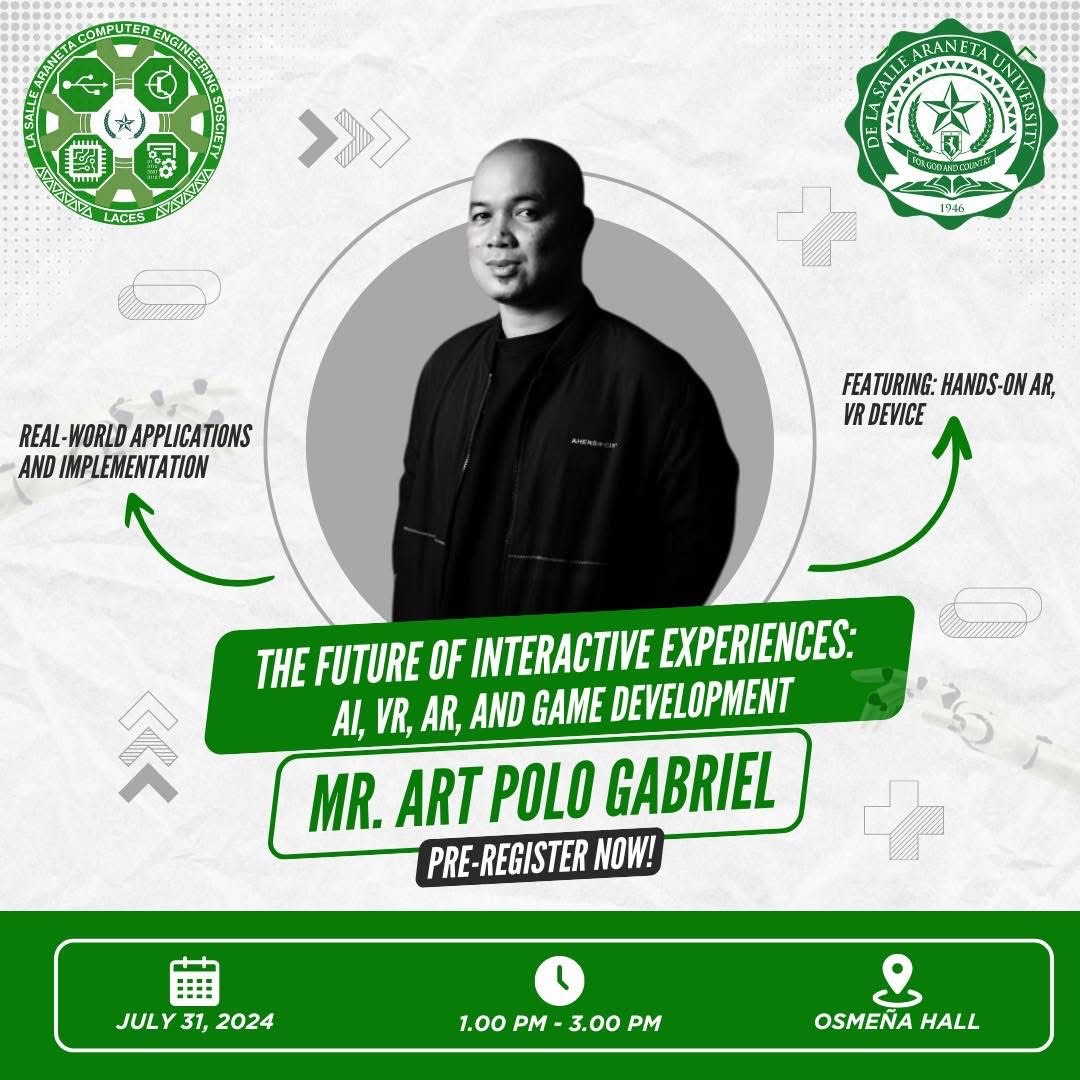 LA SALLE ARANETA COMPUTER ENGINEERING SOSCIETY
LACES
DE LA SALLE ARANETA UNIVERSITY
FOR GOD AND COUNTRY
1946
REAL-WORLD APPLICATIONS
AND IMPLEMENTATION
FEATURING: HANDS-ON AR,
VR DEVICE
THE FUTURE OF INTERACTIVE EXPERIENCES:
AI, VR, AR, AND GAME DEVELOPMENT
MR. ART POLO GABRIEL
PRE-REGISTER NOW!
JULY 31, 2024
1.00 PM - 3.00 PM
OSMEÑA HALL